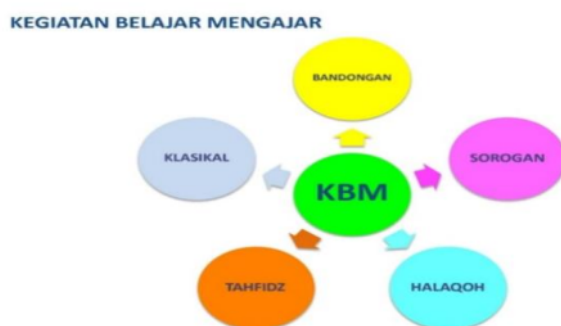 KEGIATAN BELAJAR MENGAJAR
BANDONGAN
KLASIKAL
SOROGAN
KBM
TAHFIDZ
HALAQOH